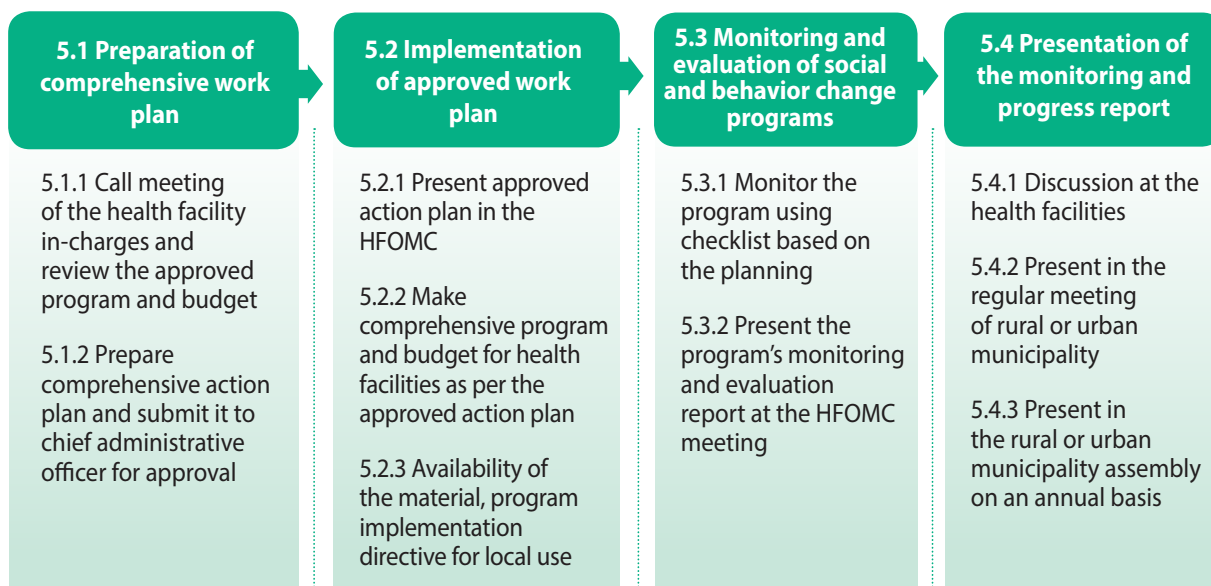 5.1 Preparation of
comprehensive work
plan
5.1.1 Call meeting
of the health facility
in-charges and
review the approved
program and budget
5.1.2 Prepare
comprehensive action
plan and submit it to
chief administrative
officer for approval
5.2 Implementation
of approved work
plan
5.2.1 Present approved
action plan in the
HFOMC
5.2.2 Make
comprehensive program
and budget for health
facilities as per the
approved action plan
5.2.3 Availability of
the material, program
implementation
directive for local use
5.3 Monitoring and
evaluation of social
and behavior change
programs
5.3.1 Monitor the
program using
checklist based on
the planning
5.3.2 Present the
program's monitoring
and evaluation
report at the HFOMC
meeting
5.4 Presentation of
the monitoring and
progress report
5.4.1 Discussion at the
health facilities
5.4.2 Present in the
regular meeting
of rural or urban
municipality
5.4.3 Present in
the rural or urban
municipality assembly
on an annual basis